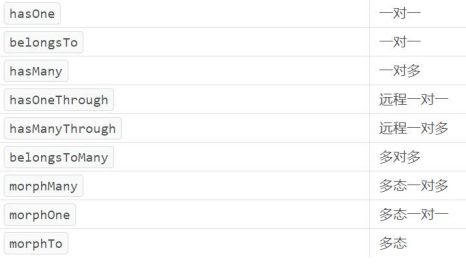 hasOne 一对一
belongsTo 一对一
hasMany 一对多
hasOneThrough 远程一对一
hasManyThrough 远程一对多
belongsToMany 多对多
morphMany 多态一对多
morphOne 多态一对一
morphTo 多态